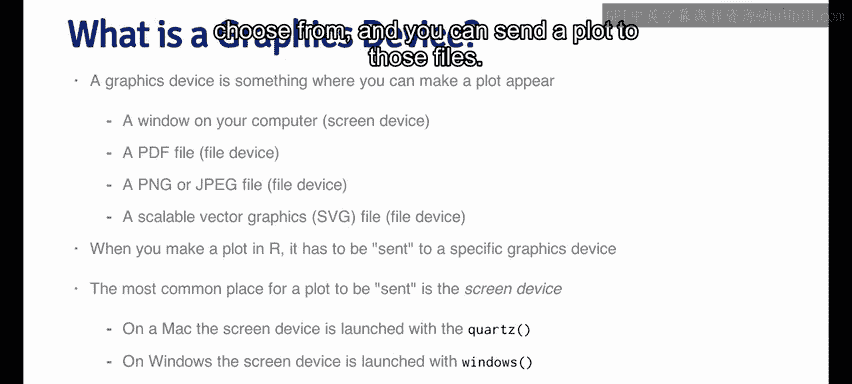 What is a Graphics Device?
choose from, and you can send a plot to
those files.
· A graphics device is something where you can make a plot appear
- A window on your computer (screen device)
- A PDF file (file device)
- A PNG or JPEG file (file device)
- A scalable vector graphics (SVG) file (file device)
· When you make a plot in R, it has to be "sent" to a specific graphics device
· The most common place for a plot to be "sent" is the screen device
- On a Mac the screen device is launched with the quartz()
- On Windows the screen device is launched with windows()